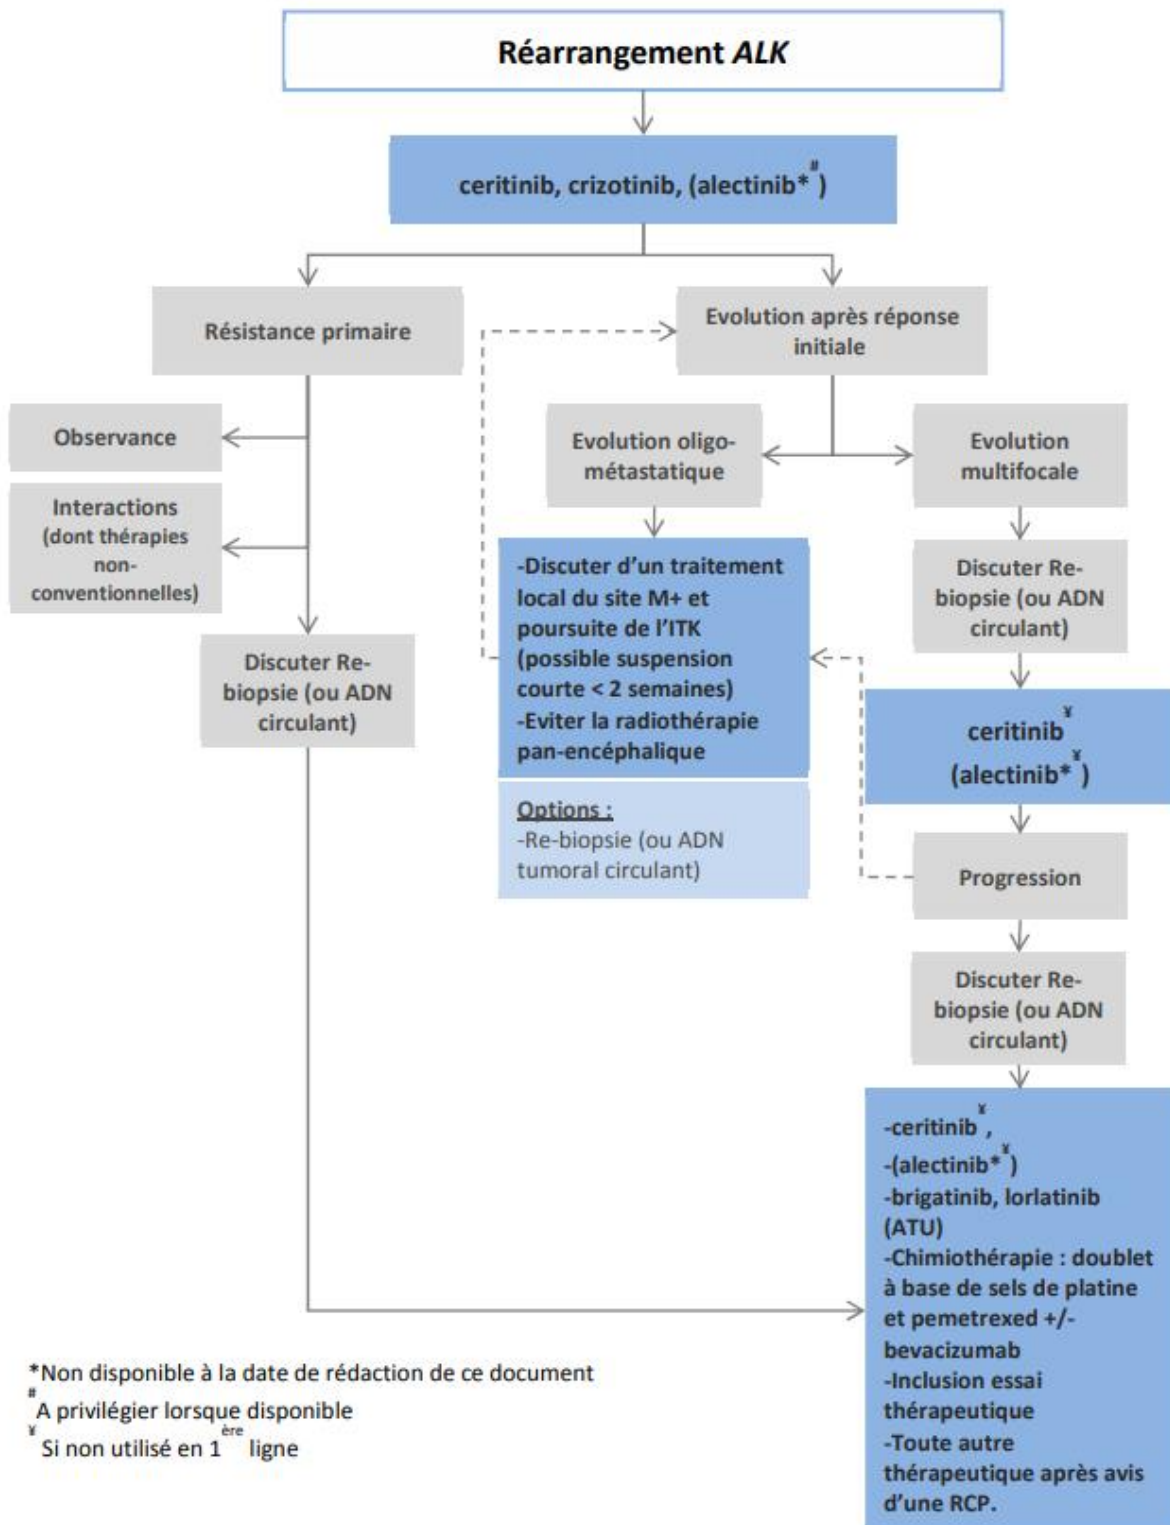 Réarrangement ALK
ceritinib, crizotinib, (alectinib*#)
Résistance primaire
Evolution après réponse
initiale
Observance
Interactions
(dont thérapies
non-
conventionnelles)
Discuter Re-
biopsie (ou ADN
circulant)
Evolution oligo-
métastatique
Evolution
multifocale
-Discuter d'un traitement
local du site M+ et
poursuite de l'ITK
(possible suspension
courte < 2 semaines)
-Eviter la radiothérapie
pan-encéphalique
Options :
-Re-biopsie (ou ADN
tumoral circulant)
Discuter Re-
biopsie (ou ADN
circulant)
ceritinib¥
(alectinib*¥)
Progression
Discuter Re-
biopsie (ou ADN
circulant)
-ceritinib¥,
-(alectinib*¥)
-brigatinib, lorlatinib
(ATU)
-Chimiothérapie : doublet
à base de sels de platine
et pemetrexed +/-
bevacizumab
-Inclusion essai
thérapeutique
-Toute autre
thérapeutique après avis
d'une RCP.
*Non disponible à la date de rédaction de ce document
#A privilégier lorsque disponible
¥ Si non utilisé en 1ère ligne